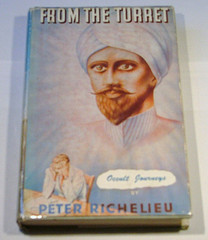 FROM THE TURRET
Occult Journeys
BY
PETER RICHELIEU